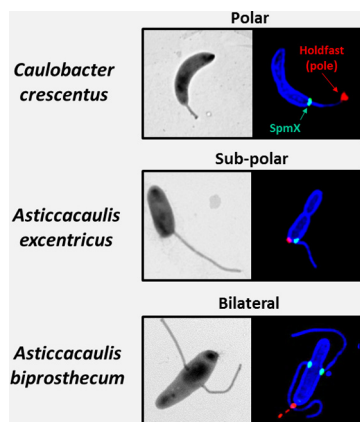 Polar
Caulobacter
crescentus
Holdfast
(pole)
SpmX
Sub-polar
Asticcacaulis
excentricus
Bilateral
Asticcacaulis
biprosthecum